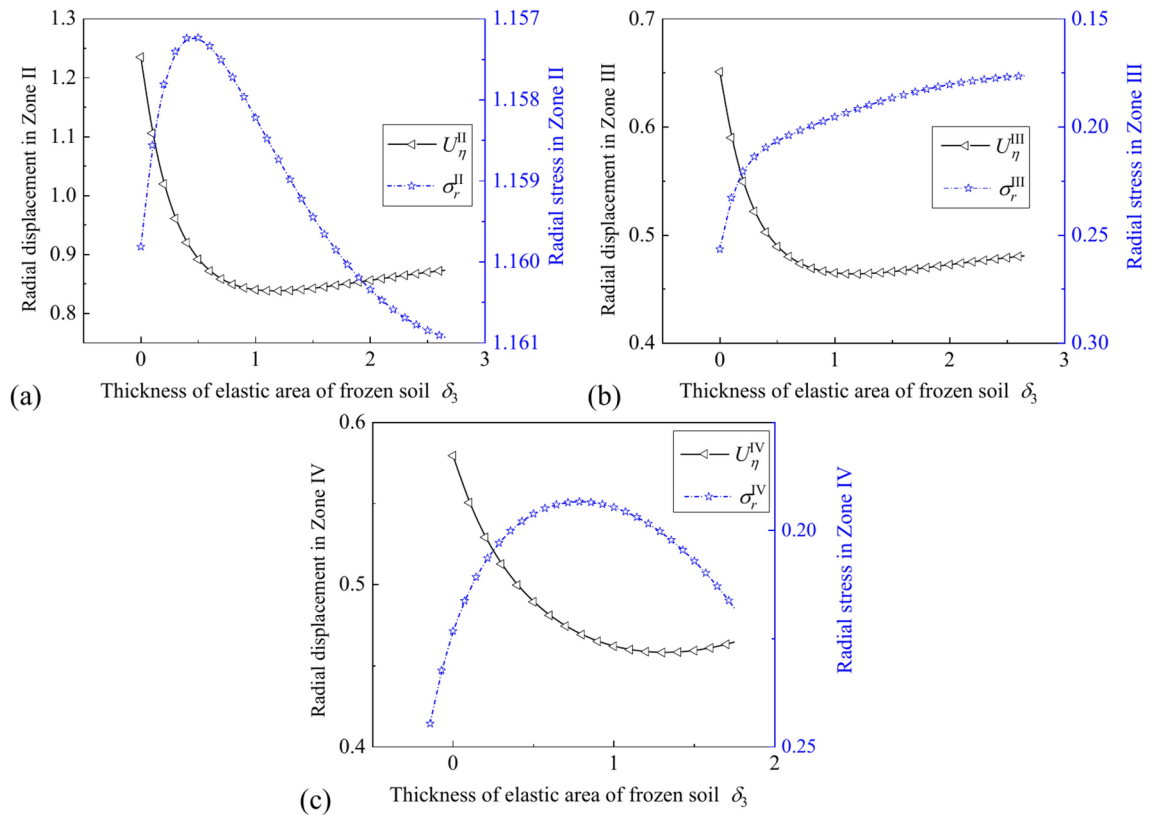 1.3
1.2
1.1
1.0
0.9
0.8
Radial displacement in Zone II
U_η^II
σ_r^II
1.157
1.158
1.159
1.160
1.161
Radial stress in Zone II
0 1 2 3
(a) Thickness of elastic area of frozen soil δ₃
0.7
0.6
0.5
0.4
Radial displacement in Zone III
U_η^III
σ_r^III
0.15
0.20
0.25
0.30
Radial stress in Zone III
0 1 2 3
(b) Thickness of elastic area of frozen soil δ₃
0.6
0.5
0.4
Radial displacement in Zone IV
U_η^IV
σ_r^IV
0.20
0.25
Radial stress in Zone IV
0 1 2
(c) Thickness of elastic area of frozen soil δ₃